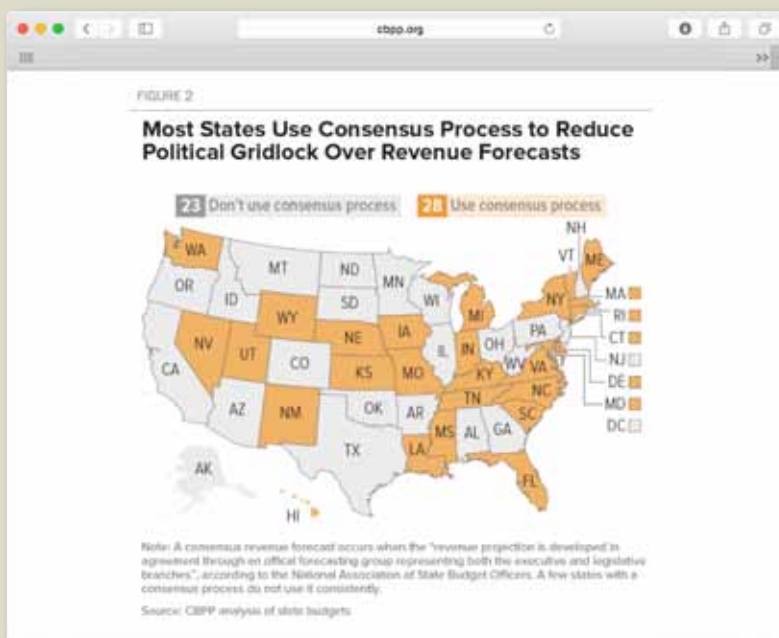 cbpp.org
FIGURE 2
Most States Use Consensus Process to Reduce
Political Gridlock Over Revenue Forecasts
23 Don't use consensus process 28 Use consensus process
NH
VT
ME
WA
MT
ND
MN
OR
ID
SD
WI
NY
MA
WY
MI
RI
IA
PA
CT
NE
NV
UT
IL
IN
OH
NJ
CO
WV
VA
DE
CA
KS
MO
KY
MD
NC
TN
DC
AZ
NM
OK
AR
SC
MS
AL
GA
TX
LA
AK
FL
HI
Note: A consensus revenue forecast occurs when the "revenue projection is developed in
agreement through an offical forecasting group representing both the executive and legislative
branches", according to the National Association of State Budget Officers. A few states with a
consensus process do not use it consistently.
Source: CBPP analysis of state budgets